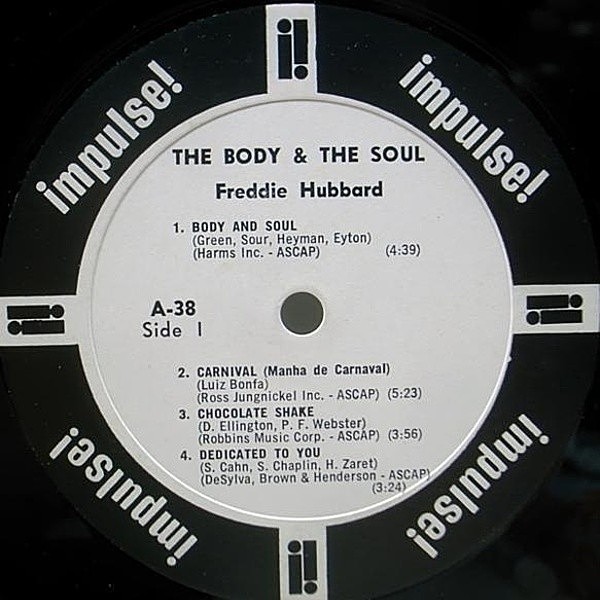 impulse!
impulse!
THE BODY & THE SOUL
Freddie Hubbard
1. BODY AND SOUL
(Green, Sour, Heyman, Eyton)
(Harms Inc. - ASCAP) (4:39)
A-38
Side 1
2. CARNIVAL (Manha de Carnaval)
(Luiz Bonfa)
(Ross Jungnickel Inc. - ASCAP) (5:23)
3. CHOCOLATE SHAKE
(D. Ellington, P. F. Webster)
(Robbins Music Corp. - ASCAP) (3:56)
4. DEDICATED TO YOU
(S. Cahn, S. Chaplin, H. Zaret)
(DeSylva, Brown & Henderson - ASCAP)
(3:24)
impulse!
impulse!